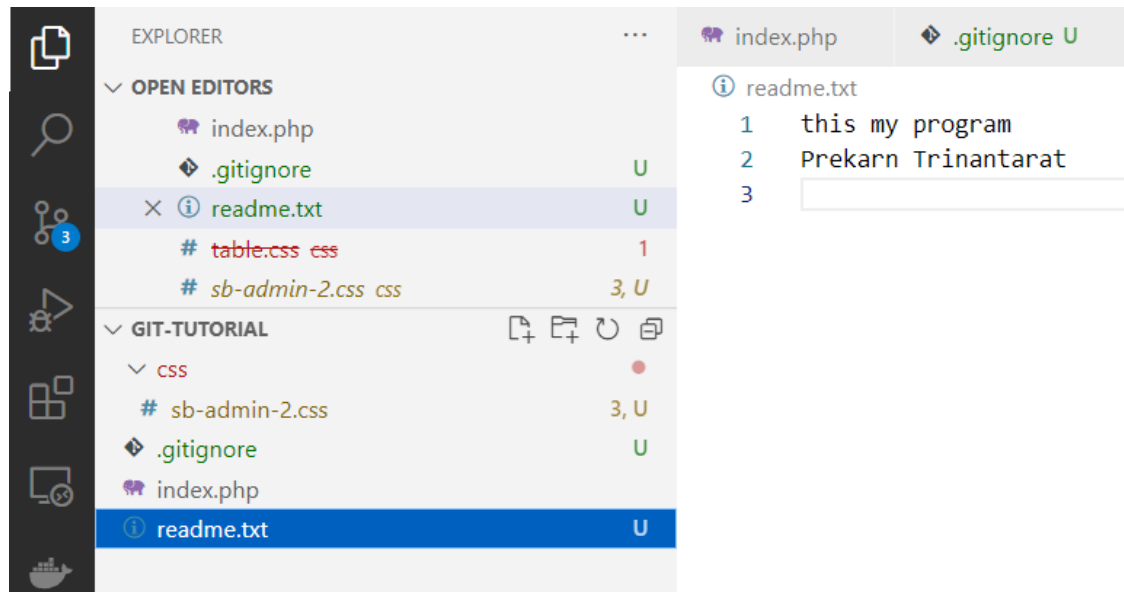 EXPLORER ...
OPEN EDITORS
index.php
.gitignore U
readme.txt U
table.css css 1
sb-admin-2.css css 3, U
GIT-TUTORIAL
css
sb-admin-2.css 3, U
.gitignore U
index.php
readme.txt U
3
index.php .gitignore U
readme.txt
1 this my program
2 Prekarn Trinantarat
3